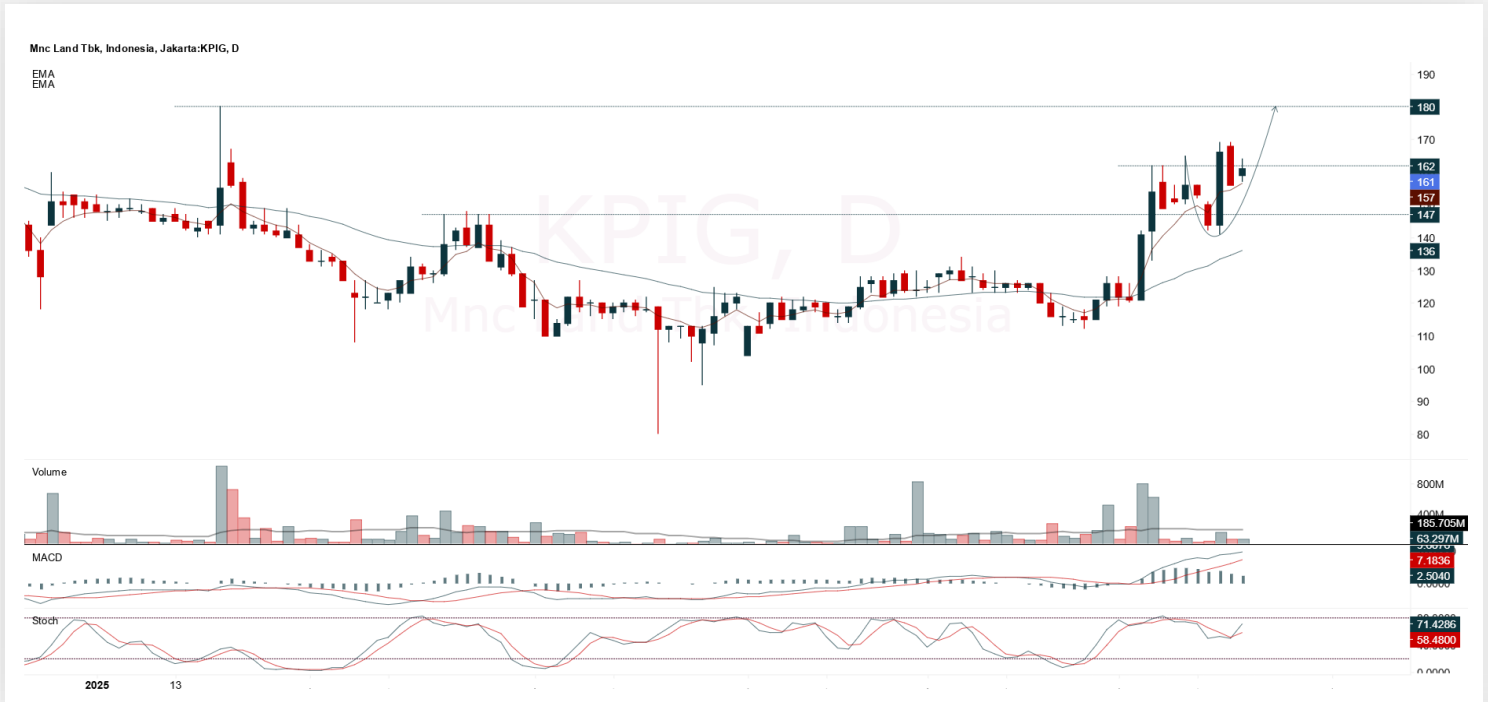 Mnc Land Tbk, Indonesia, Jakarta:KPIG, D
EMA
EMA
KPIG, D
Mnc Land Tbk, Indonesia
190
180
170
162
161
157
147
140
136
130
120
110
100
90
80
Volume
800M
400M
185.705M
63.297M
MACD
7.1836
2.5040
0.0000
Stoch
71.4286
58.4800
0.0000
2025 13